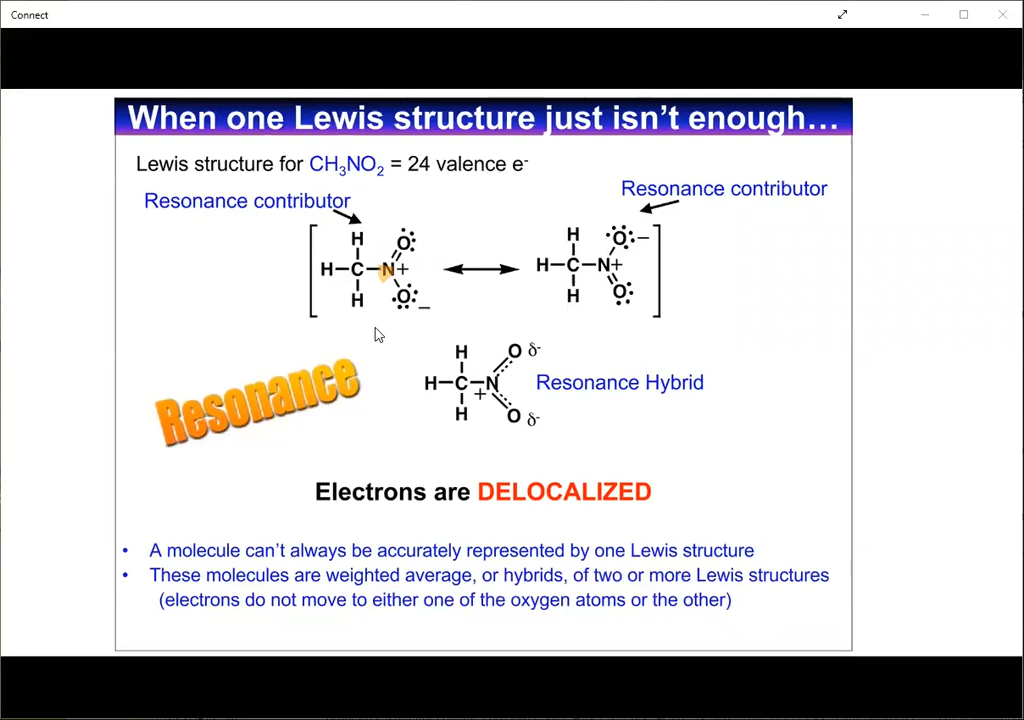 Connect
When one Lewis structure just isn't enough…
Lewis structure for CH₃NO₂ = 24 valence e⁻
Resonance contributor
Resonance contributor
H
O
H–C–N+
H
O –
H
O –
H–C–N+
H
O
H
O δ⁻
H–C–N
+
H
O δ⁻
Resonance Hybrid
Resonance
Electrons are DELOCALIZED
• A molecule can't always be accurately represented by one Lewis structure
• These molecules are weighted average, or hybrids, of two or more Lewis structures
(electrons do not move to either one of the oxygen atoms or the other)